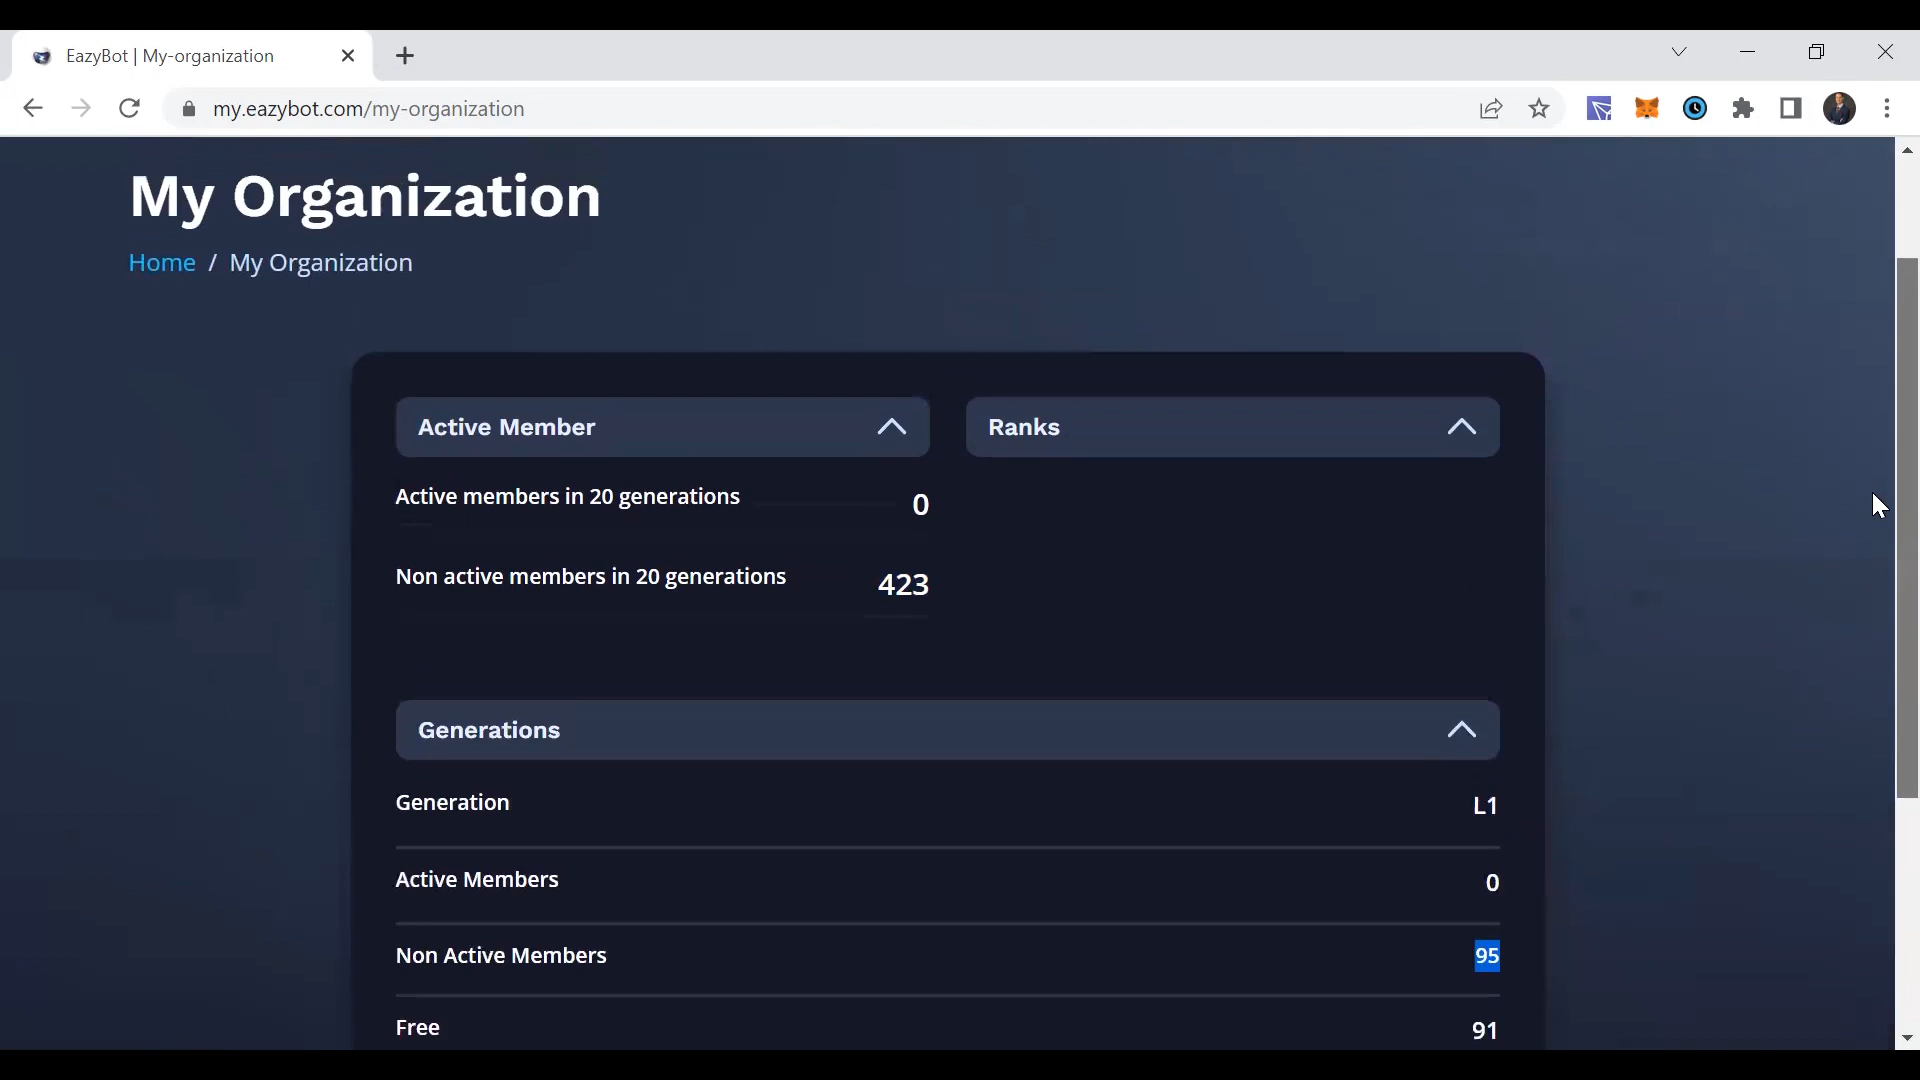 EazyBot | My-organization
my.eazybot.com/my-organization
My Organization
Home / My Organization
Active Member
Ranks
Active members in 20 generations 0
Non active members in 20 generations 423
Generations
Generation L1
Active Members 0
Non Active Members 95
Free 91